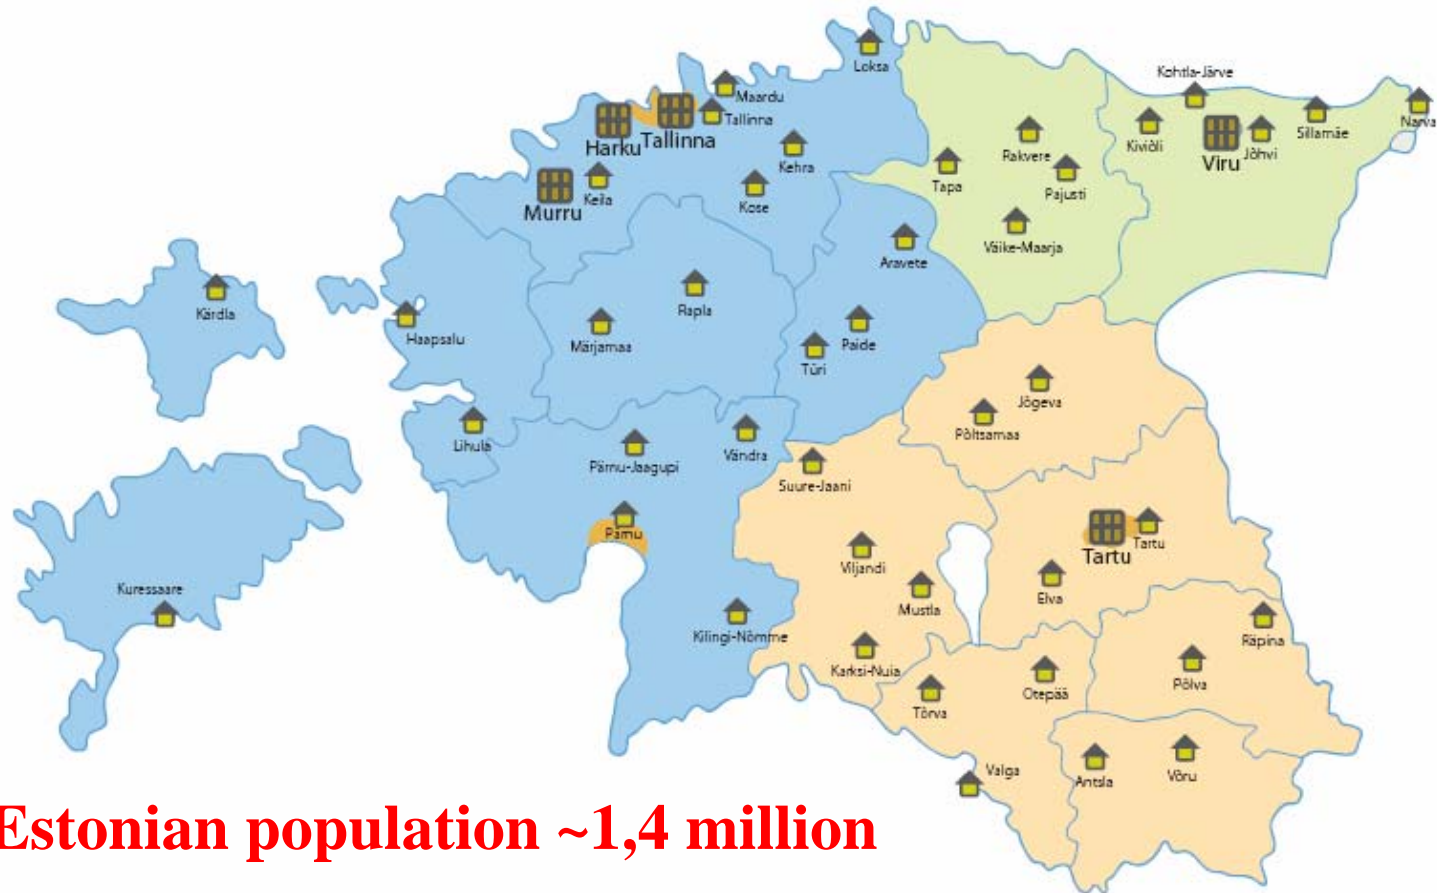 Loksa
Kohtla-Järve
Maardu
Tallinna
Harku
Tallinna
Kehra
Keila
Murru
Kose
Rakvere
Tapa
Pajusti
Väike-Maarja
Kiviõli
Viru
Jõhvi
Sillamäe
Narva
Aravete
Kärdla
Haapsalu
Märjamaa
Rapla
Türi
Paide
Jõgeva
Põltsamaa
Lihula
Pärnu-Jaagupi
Vändra
Suure-Jaani
Pärnu
Viljandi
Tartu
Tartu
Kuressaare
Mustla
Elva
Kilingi-Nõmme
Karksi-Nuia
Räpina
Põlva
Otepää
Tõrva
Valga
Antsla
Võru
Estonian population ~1,4 million